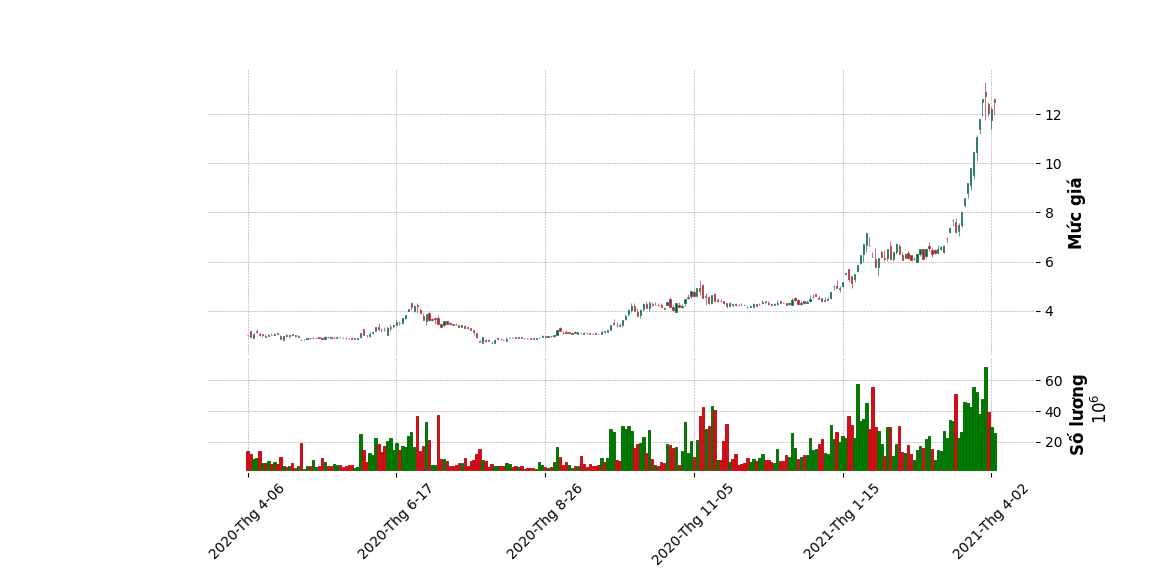 12
10
8
6
4
Mức giá
60
40
20
Số lượng
10^6
2020-Thg 4-06
2020-Thg 6-17
2020-Thg 8-26
2020-Thg 11-05
2021-Thg 1-15
2021-Thg 4-02